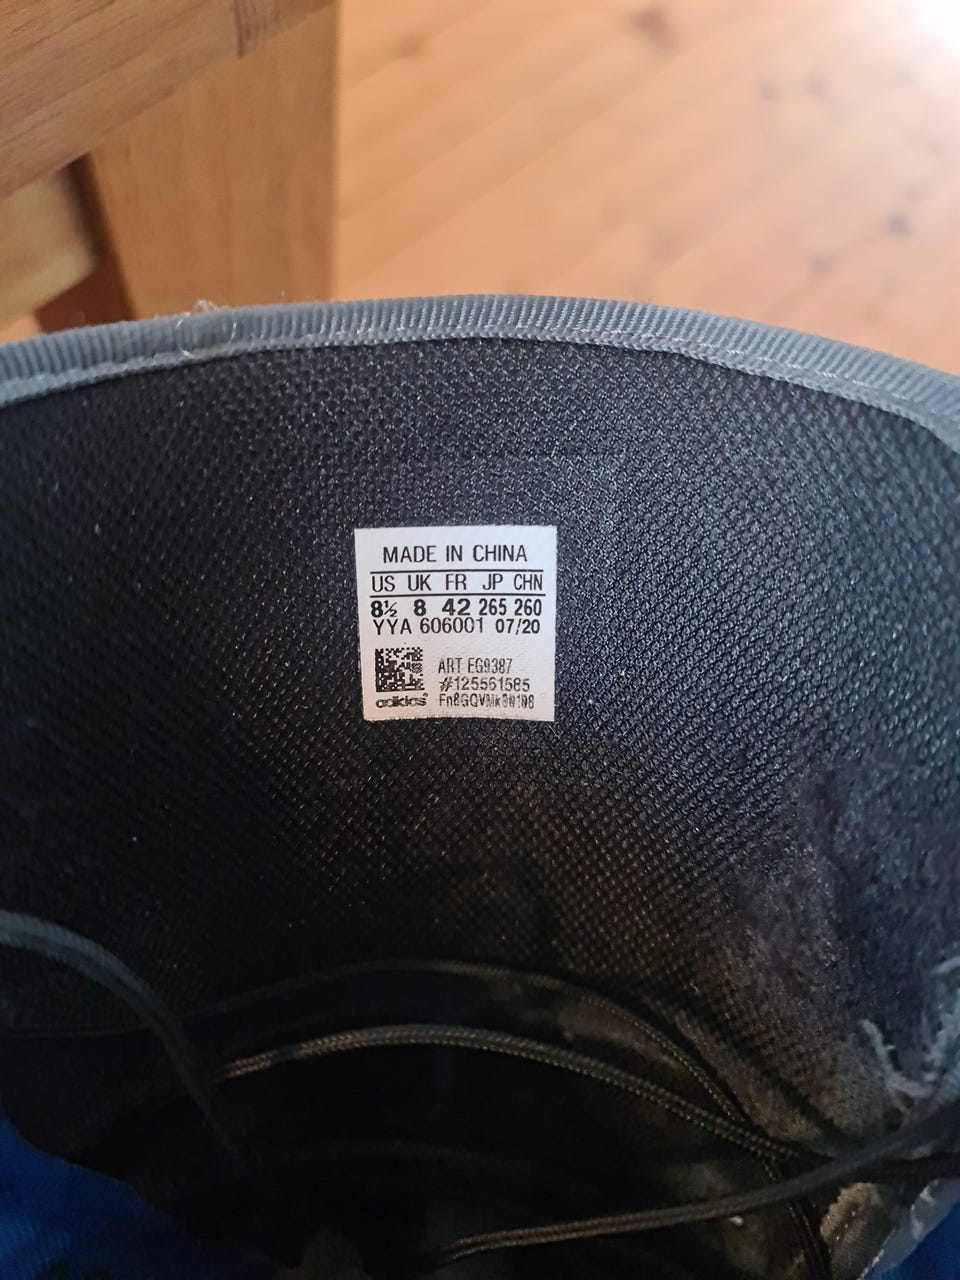 MADE IN CHINA
US UK FR JP CHN
8½ 8 42 265 260
YYA 606001 07/20
ART EG9387
#125561585
adidas